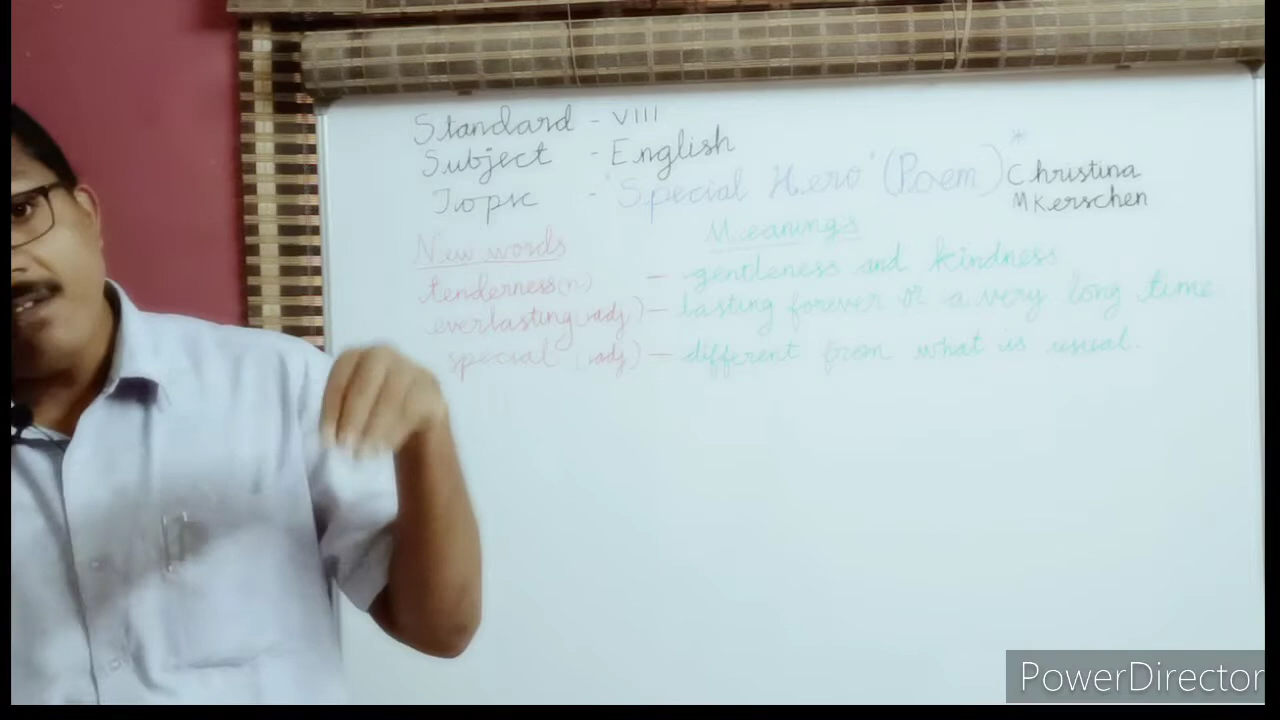 Standard - VIII
Subject - English
Topic - 'Special Hero' (Poem) *Christina
M Kerschen
New words Meanings
tenderness(n) - gentleness and kindness
everlasting(adj) - lasting forever or a very long time
special (adj) - different from what is usual.
PowerDirector